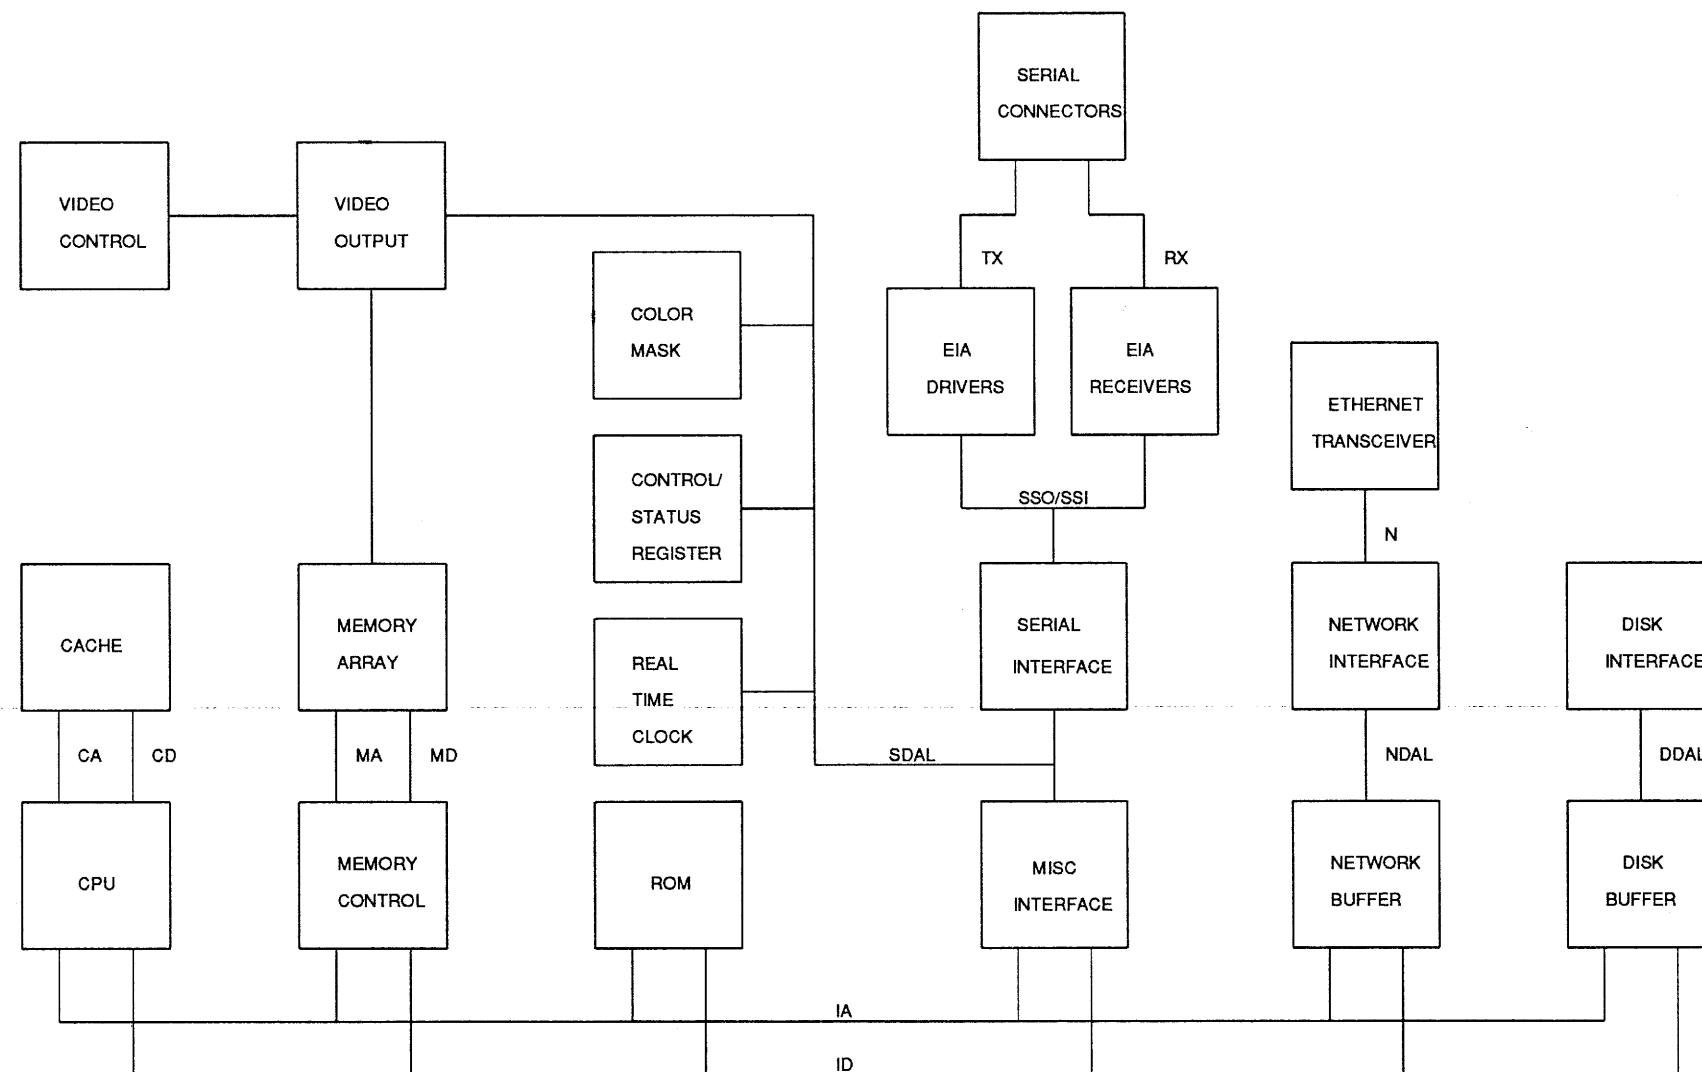 SERIAL
CONNECTORS
VIDEO
CONTROL
VIDEO
OUTPUT
TX
RX
COLOR
MASK
EIA
DRIVERS
EIA
RECEIVERS
ETHERNET
TRANSCEIVER
CONTROL/
STATUS
REGISTER
SSO/SSI
N
CACHE
MEMORY
ARRAY
REAL
TIME
CLOCK
SERIAL
INTERFACE
NETWORK
INTERFACE
DISK
INTERFACE
CA
CD
MA
MD
SDAL
NDAL
DDAL
CPU
MEMORY
CONTROL
ROM
MISC
INTERFACE
NETWORK
BUFFER
DISK
BUFFER
IA
ID